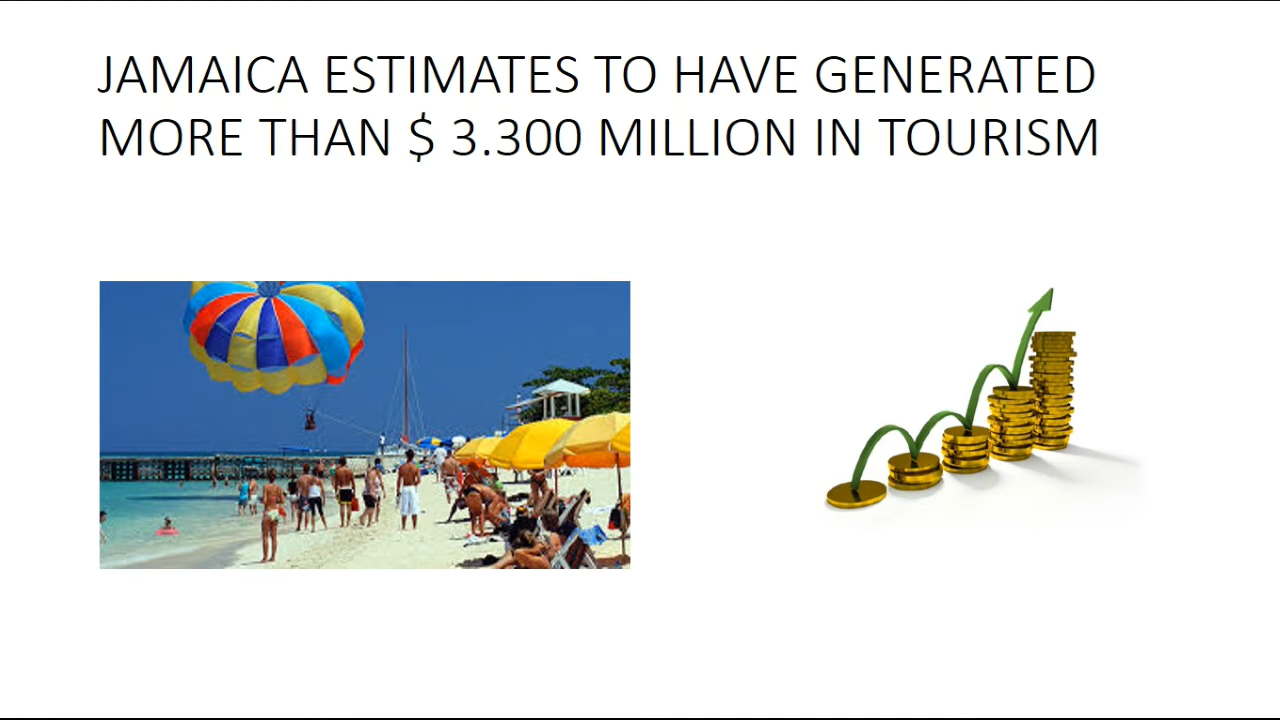 JAMAICA ESTIMATES TO HAVE GENERATED
MORE THAN $ 3.300 MILLION IN TOURISM